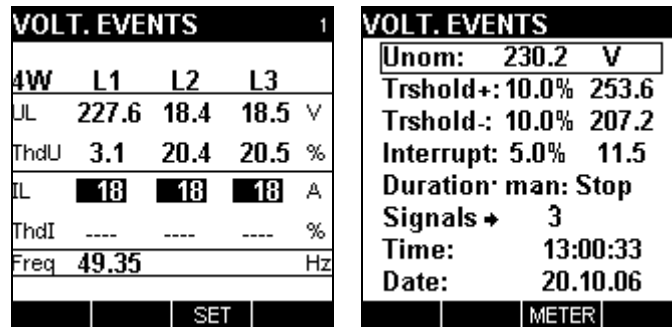 VOLT. EVENTS 1
4W L1 L2 L3
UL 227.6 18.4 18.5 V
ThdU 3.1 20.4 20.5 %
IL 18 18 18 A
ThdI ---- ---- ---- %
Freq 49.35 Hz
SET
VOLT. EVENTS
Unom: 230.2 V
Trshold+: 10.0% 253.6
Trshold-: 10.0% 207.2
Interrupt: 5.0% 11.5
Duration: man: Stop
Signals → 3
Time: 13:00:33
Date: 20.10.06
METER